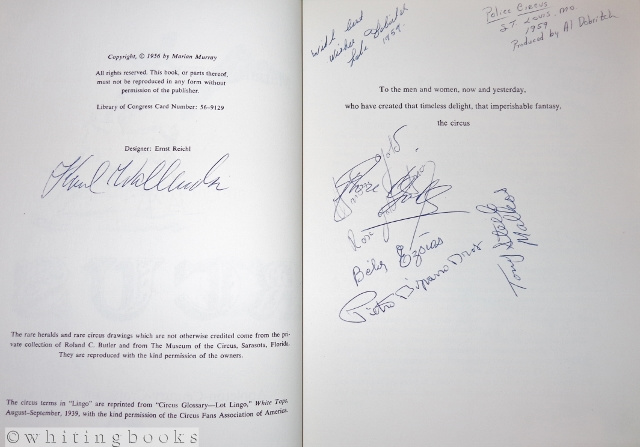 Copyright, © 1956 by Marian Murray
All rights reserved. This book, or parts thereof,
must not be reproduced in any form without
permission of the publisher.
Library of Congress Card Number: 56-9129
Designer: Ernst Reichl
Karl Wallenda
The rare heralds and rare circus drawings which are not otherwise credited come from the pri-
vate collection of Roland C. Butler and from The Museum of the Circus, Sarasota, Florida.
They are reproduced with the kind permission of the owners.
The circus terms in "Lingo" are reprinted from "Circus Glossary—Lot Lingo," White Tops,
August-September, 1939, with the kind permission of the Circus Fans Association of America.
© whitingbooks
With best
wishes
1959
Police Circus
St. Louis, Mo.
1959
Produced by Al Dobritch
To the men and women, now and yesterday,
who have created that timeless delight, that imperishable fantasy,
the circus
Rose Gold
Bela
Pietro
Tony